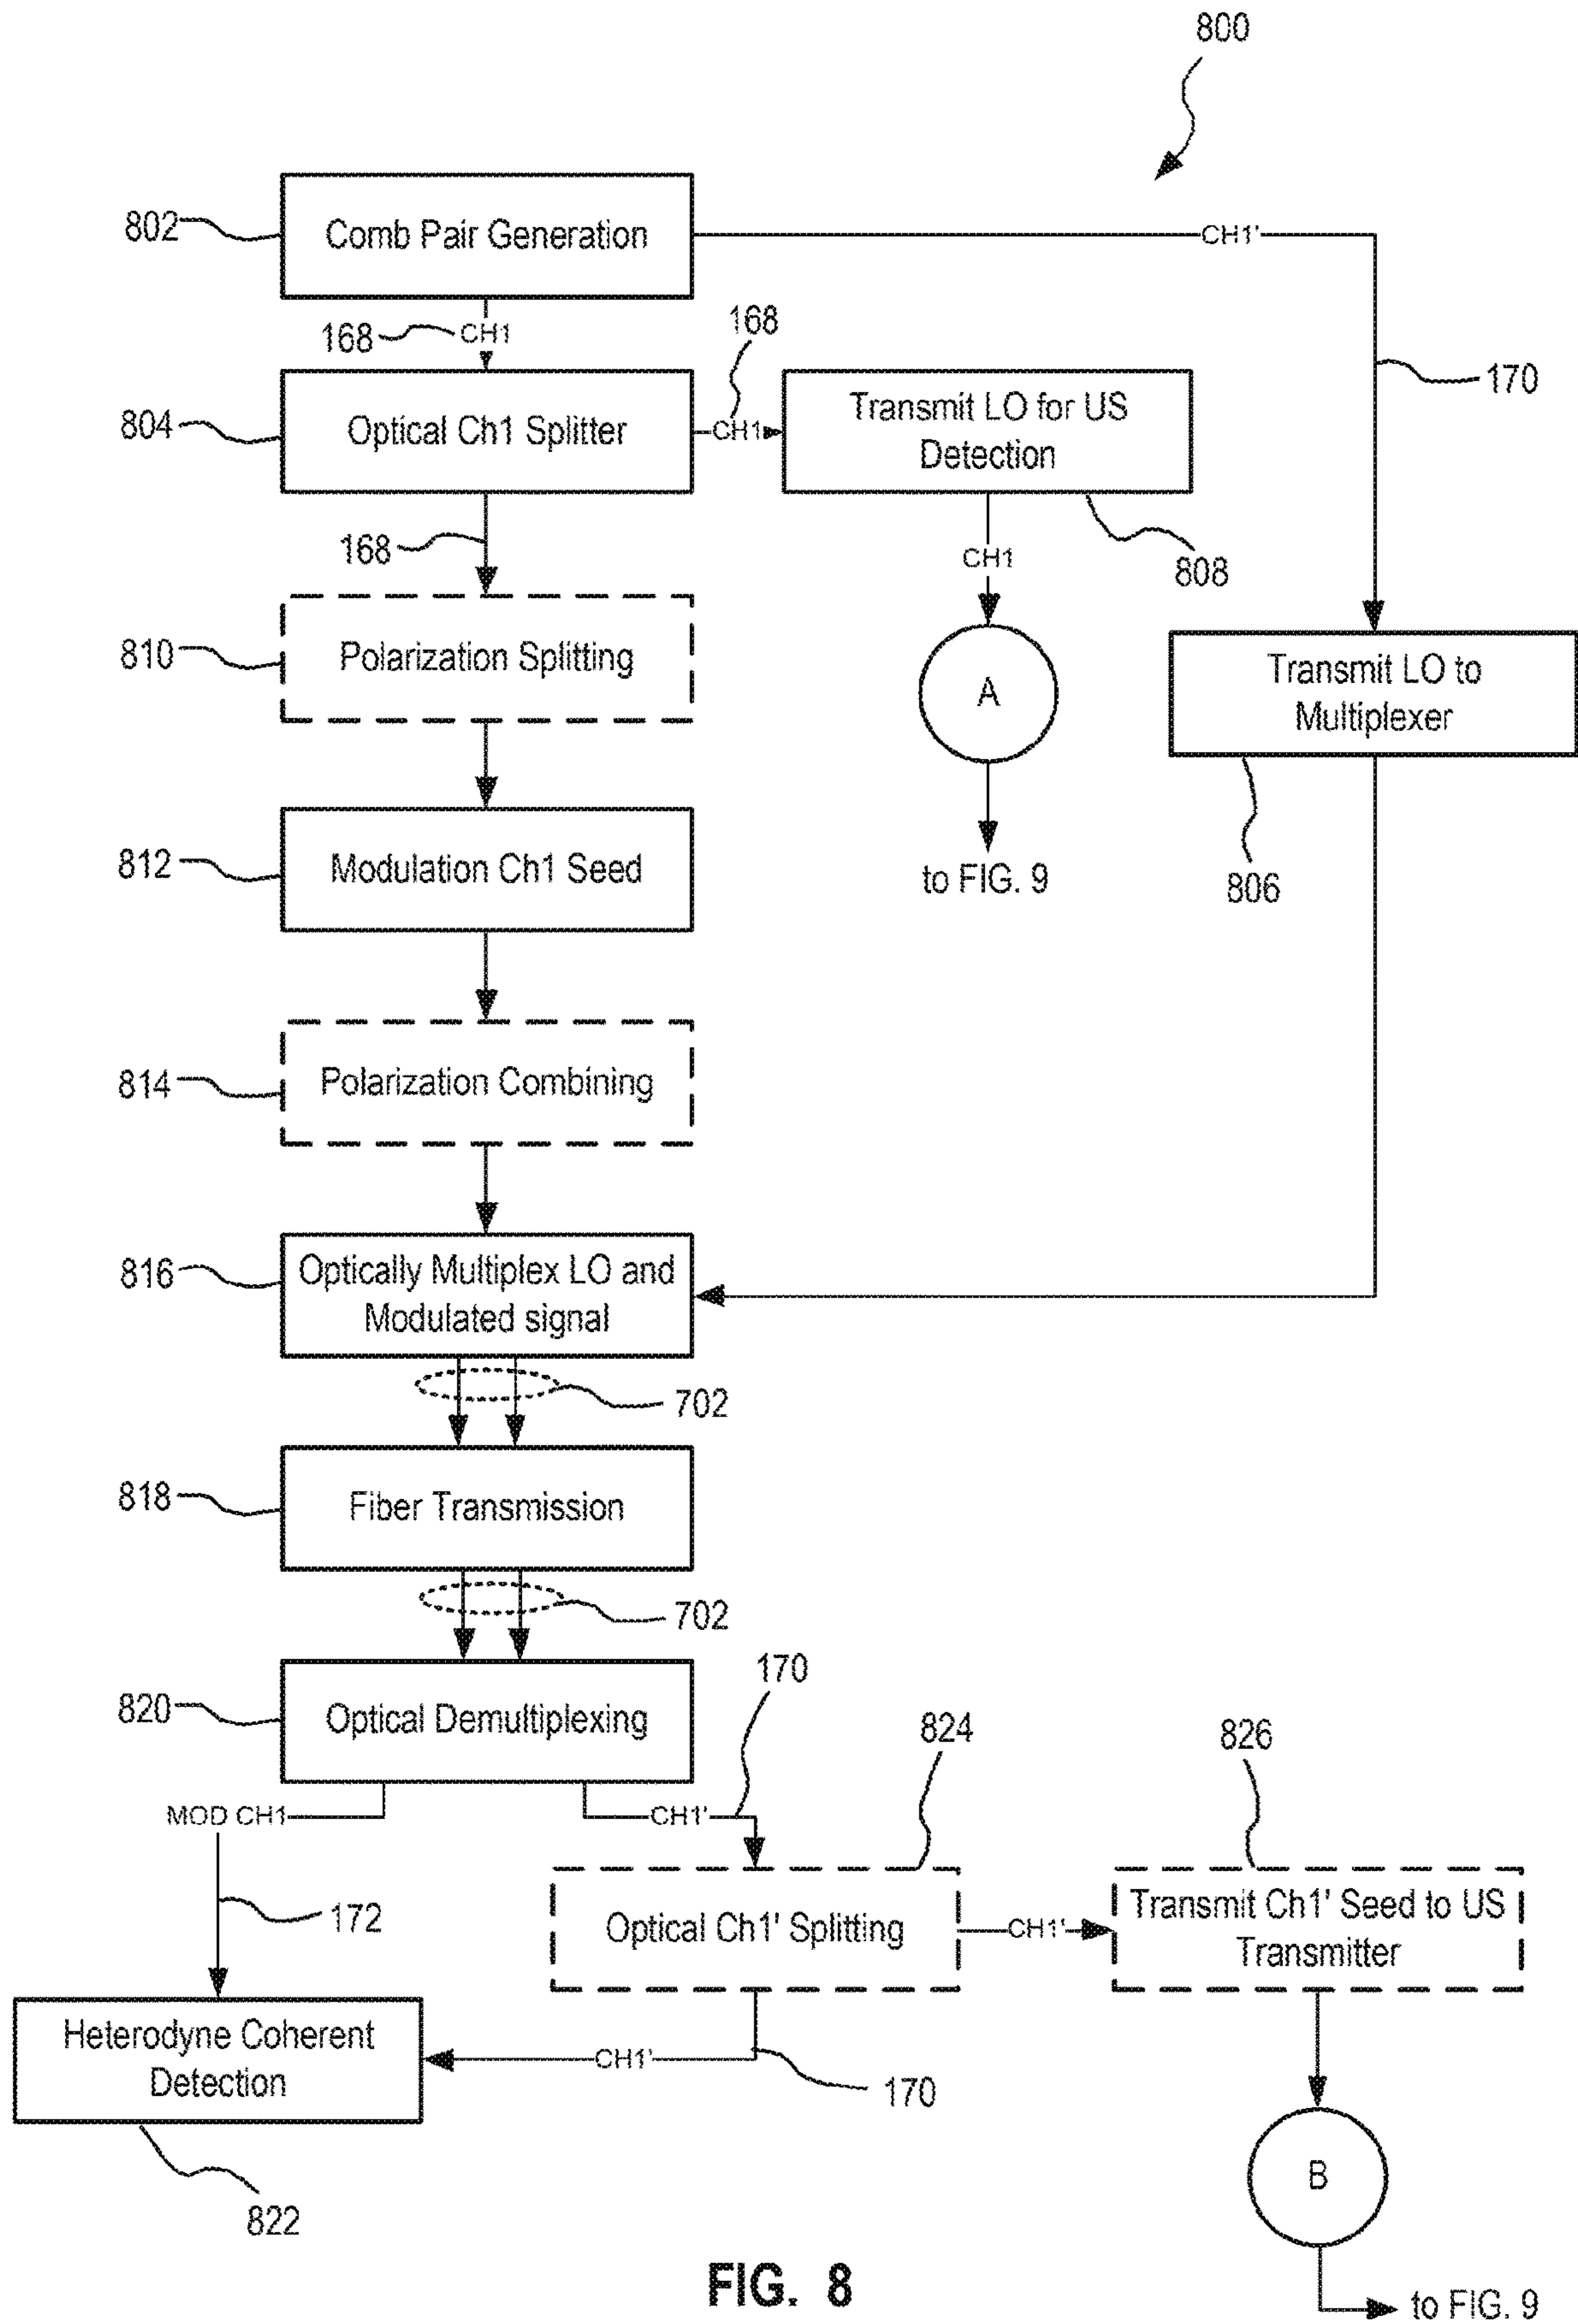 800
802
Comb Pair Generation
CH1'
168
CH1
168
170
804
Optical Ch1 Splitter
CH1
Transmit LO for US
Detection
168
CH1
808
810
Polarization Splitting
A
Transmit LO to
Multiplexer
812
Modulation Ch1 Seed
to FIG. 9
806
814
Polarization Combining
816
Optically Multiplex LO and
Modulated signal
702
818
Fiber Transmission
702
820
Optical Demultiplexing
170
824
826
MOD CH1
CH1'
172
Optical Ch1' Splitting
CH1'
Transmit Ch1' Seed to US
Transmitter
Heterodyne Coherent
Detection
CH1'
170
822
B
FIG. 8
to FIG. 9